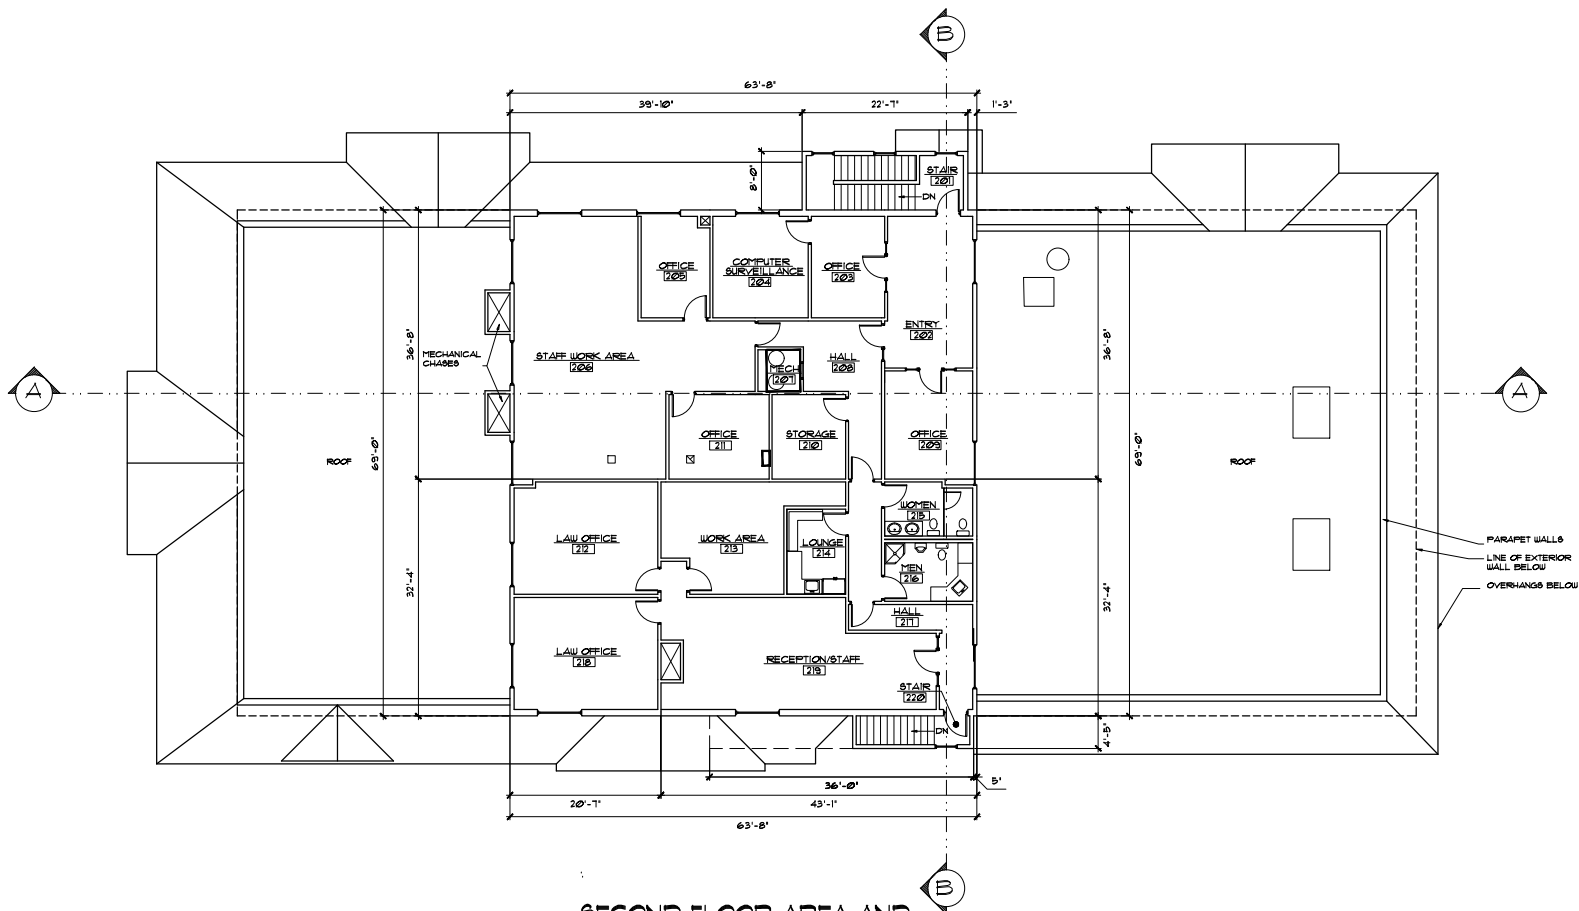 B
63'-8"
39'-10"
22'-7"
1'-3"
8'-0"
STAIR
201
DN
OFFICE
205
COMPUTER
SURVEILLANCE
204
OFFICE
203
ENTRY
202
36'-8"
MECHANICAL
CHASES
STAFF WORK AREA
206
MECH
207
HALL
208
36'-8"
A
A
OFFICE
211
STORAGE
210
OFFICE
209
ROOF
69'-0"
69'-0"
ROOF
WOMEN
215
LAW OFFICE
212
WORK AREA
213
LOUNGE
214
MEN
216
PARAPET WALLS
LINE OF EXTERIOR
WALL BELOW
OVERHANGS BELOW
32'-4"
32'-4"
HALL
217
LAW OFFICE
218
RECEPTION/STAFF
219
STAIR
220
DN
4'-5"
36'-0"
5"
20'-7"
43'-1"
63'-8"
B
SECOND FLOOR AREA AND